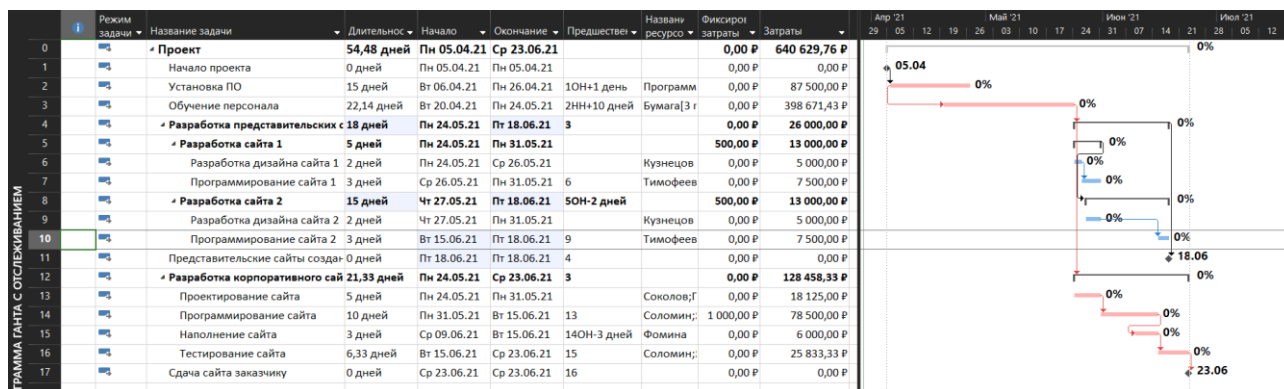 Режим задачи Название задачи Длительнос Начало Окончание Предшествен Названи ресурсо Фиксирог затраты Затраты
Апр '21 Май '21 Июн '21 Июл '21
29 05 12 19 26 03 10 17 24 31 07 14 21 28 05 12
0 Проект 54,48 дней Пн 05.04.21 Ср 23.06.21 0,00 ₽ 640 629,76 ₽ 0%
1 Начало проекта 0 дней Пн 05.04.21 Пн 05.04.21 0,00 ₽ 0,00 ₽ 05.04
2 Установка ПО 15 дней Вт 06.04.21 Пн 26.04.21 1ОН+1 день Программ 0,00 ₽ 87 500,00 ₽ 0%
3 Обучение персонала 22,14 дней Вт 20.04.21 Пн 24.05.21 2НН+10 дней Бумага[3 г 0,00 ₽ 398 671,43 ₽ 0%
4 Разработка представительских с 18 дней Пн 24.05.21 Пт 18.06.21 3 0,00 ₽ 26 000,00 ₽ 0%
5 Разработка сайта 1 5 дней Пн 24.05.21 Пн 31.05.21 500,00 ₽ 13 000,00 ₽ 0%
6 Разработка дизайна сайта 1 2 дней Пн 24.05.21 Ср 26.05.21 Кузнецов 0,00 ₽ 5 000,00 ₽ 0%
7 Программирование сайта 1 3 дней Ср 26.05.21 Пн 31.05.21 6 Тимофеев 0,00 ₽ 7 500,00 ₽ 0%
8 Разработка сайта 2 15 дней Чт 27.05.21 Пт 18.06.21 5ОН-2 дней 500,00 ₽ 13 000,00 ₽ 0%
9 Разработка дизайна сайта 2 2 дней Чт 27.05.21 Пн 31.05.21 Кузнецов 0,00 ₽ 5 000,00 ₽ 0%
10 Программирование сайта 2 3 дней Вт 15.06.21 Пт 18.06.21 9 Тимофеев 0,00 ₽ 7 500,00 ₽ 0%
11 Представительские сайты создан 0 дней Пт 18.06.21 Пт 18.06.21 4 0,00 ₽ 0,00 ₽ 18.06
12 Разработка корпоративного сай 21,33 дней Пн 24.05.21 Ср 23.06.21 3 0,00 ₽ 128 458,33 ₽ 0%
13 Проектирование сайта 5 дней Пн 24.05.21 Пн 31.05.21 Соколов;Г 0,00 ₽ 18 125,00 ₽ 0%
14 Программирование сайта 10 дней Пн 31.05.21 Вт 15.06.21 13 Соломин; 1 000,00 ₽ 78 500,00 ₽ 0%
15 Наполнение сайта 3 дней Ср 09.06.21 Вт 15.06.21 14ОН-3 дней Фомина 0,00 ₽ 6 000,00 ₽ 0%
16 Тестирование сайта 6,33 дней Вт 15.06.21 Ср 23.06.21 15 Соломин; 0,00 ₽ 25 833,33 ₽ 0%
17 Сдача сайта заказчику 0 дней Ср 23.06.21 Ср 23.06.21 16 0,00 ₽ 0,00 ₽ 23.06
ГРАММА ГАНТА С ОТСЛЕЖИВАНИЕМ